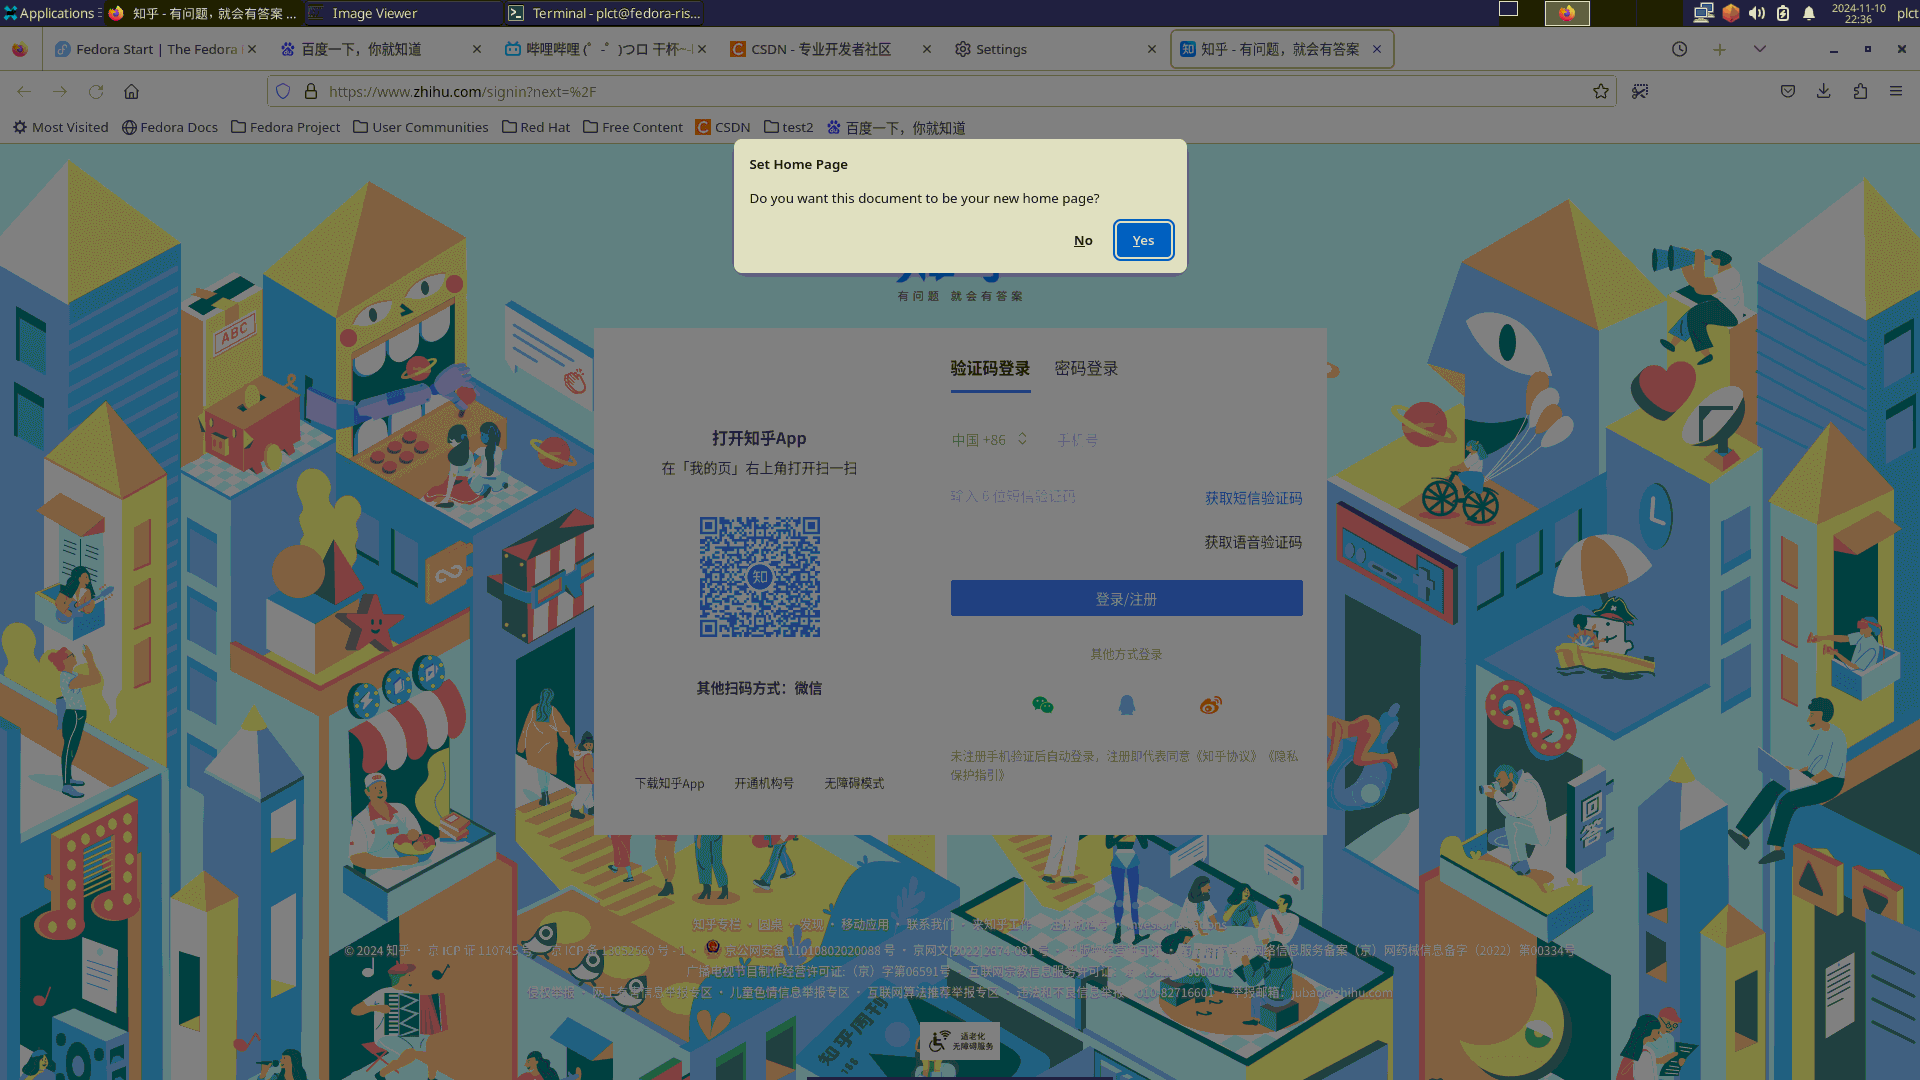 Applications
知乎 - 有问题，就会有答案 ...
Image Viewer
Terminal - plct@fedora-ris...
2024-11-10
22:36
plct
Fedora Start | The Fedora
百度一下，你就知道
哔哩哔哩 (゜-゜)つロ 干杯~-
CSDN - 专业开发者社区
Settings
知乎 - 有问题，就会有答案
https://www.zhihu.com/signin?next=%2F
Most Visited
Fedora Docs
Fedora Project
User Communities
Red Hat
Free Content
CSDN
test2
百度一下，你就知道
Set Home Page
Do you want this document to be your new home page?
No
Yes
有问题 就会有答案
ABC
验证码登录
密码登录
打开知乎App
在「我的页」右上角打开扫一扫
知
中国 +86
手机号
输入 6 位短信验证码
获取短信验证码
获取语音验证码
登录/注册
其他方式登录
其他扫码方式：微信
未注册手机验证后自动登录，注册即代表同意《知乎协议》《隐私
保护指引》
下载知乎App
开通机构号
无障碍模式
回答
知乎专栏 · 圆桌 · 发现 · 移动应用 · 联系我们 · 来知乎工作
© 2024 知乎 · 京 ICP 证 110745 号 · 京 ICP 备 13052560 号 - 1 · 京公网安备 11010802020088 号 · 京网文[2022]2674-081 号
网络信息服务备案（京）网药械信息备字（2022）第00334号
广播电视节目制作经营许可证:（京）字第06591号 · 互联网宗教信息服务许可证
侵权举报 · 网上有害信息举报专区 · 儿童色情信息举报专区 · 互联网算法推荐举报专区 · 违法和不良信息举报：010-82716601 · 举报邮箱：jubao@zhihu.com
知乎周刊
适老化
无障碍服务